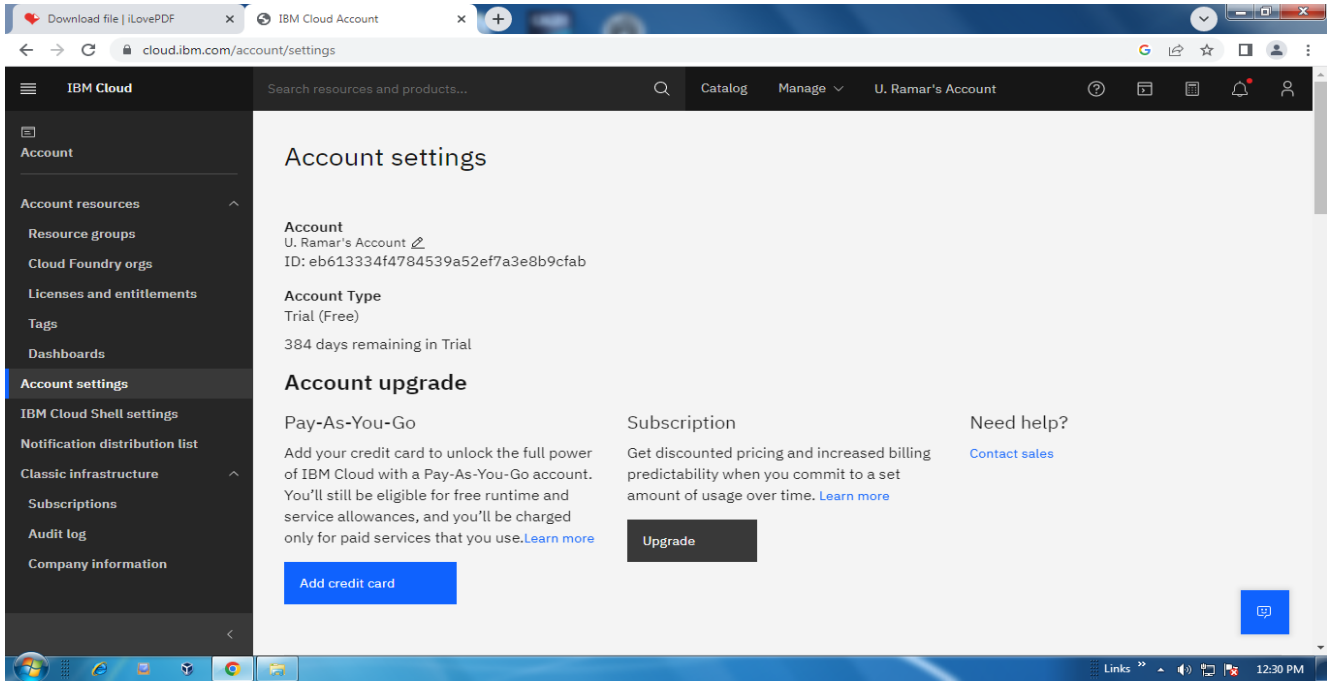 Download file | iLovePDF
IBM Cloud Account
cloud.ibm.com/account/settings
IBM Cloud
Search resources and products...
Catalog
Manage
U. Ramar's Account
Account
Account resources
Resource groups
Cloud Foundry orgs
Licenses and entitlements
Tags
Dashboards
Account settings
IBM Cloud Shell settings
Notification distribution list
Classic infrastructure
Subscriptions
Audit log
Company information
Account settings
Account
U. Ramar's Account
ID: eb613334f4784539a52ef7a3e8b9cfab
Account Type
Trial (Free)
384 days remaining in Trial
Account upgrade
Pay-As-You-Go
Add your credit card to unlock the full power
of IBM Cloud with a Pay-As-You-Go account.
You'll still be eligible for free runtime and
service allowances, and you'll be charged
only for paid services that you use.Learn more
Add credit card
Subscription
Get discounted pricing and increased billing
predictability when you commit to a set
amount of usage over time. Learn more
Upgrade
Need help?
Contact sales
Links
12:30 PM